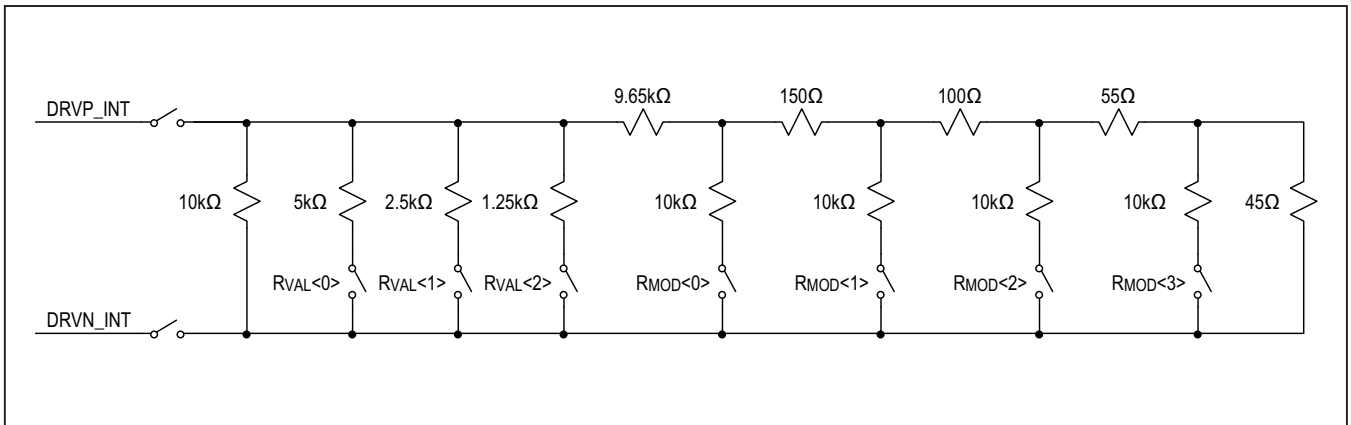 DRVP_INT
9.65kΩ
150Ω
100Ω
55Ω
10kΩ
5kΩ
2.5kΩ
1.25kΩ
10kΩ
10kΩ
10kΩ
10kΩ
45Ω
RVAL<0>
RVAL<1>
RVAL<2>
RMOD<0>
RMOD<1>
RMOD<2>
RMOD<3>
DRVN_INT